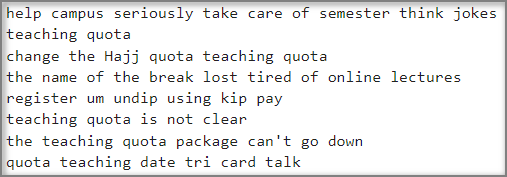 help campus seriously take care of semester think jokes
teaching quota
change the Hajj quota teaching quota
the name of the break lost tired of online lectures
register um undip using kip pay
teaching quota is not clear
the teaching quota package can't go down
quota teaching date tri card talk